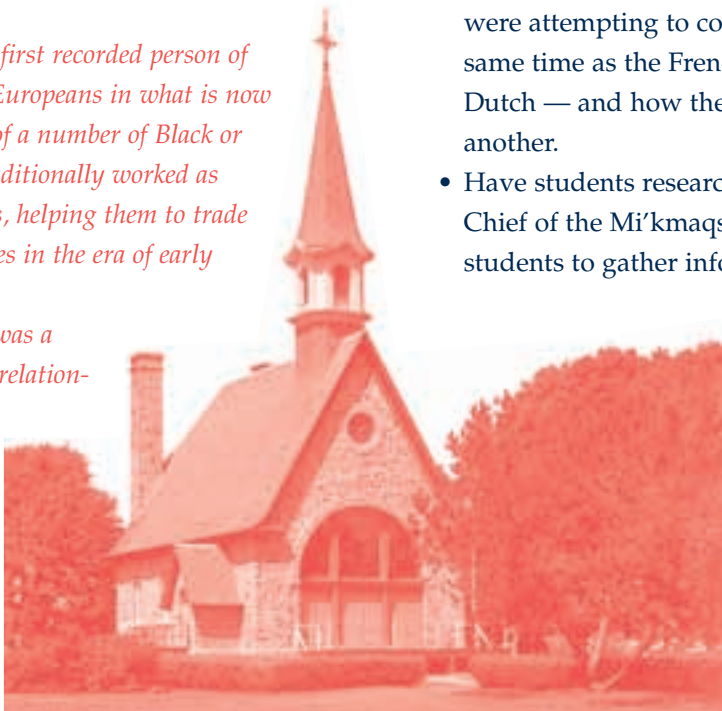 first recorded person of
Europeans in what is now
of a number of Black or
ditionally worked as
, helping them to trade
es in the era of early
was a
relation-
were attempting to co
same time as the Fren
Dutch — and how the
another.
• Have students researc
Chief of the Mi'kmaqs
students to gather info